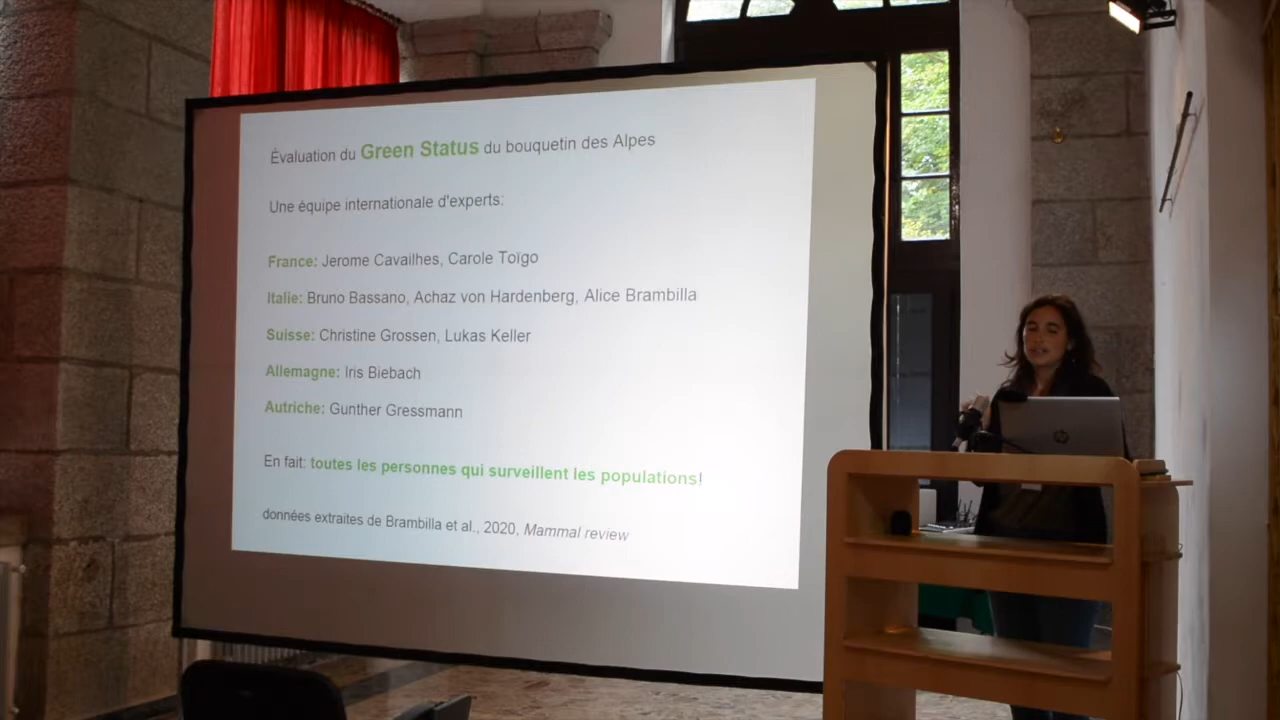 Évaluation du Green Status du bouquetin des Alpes
Une équipe internationale d'experts:
France: Jerome Cavailhes, Carole Toïgo
Italie: Bruno Bassano, Achaz von Hardenberg, Alice Brambilla
Suisse: Christine Grossen, Lukas Keller
Allemagne: Iris Biebach
Autriche: Gunther Gressmann
En fait: toutes les personnes qui surveillent les populations!
données extraites de Brambilla et al., 2020, Mammal review
hp